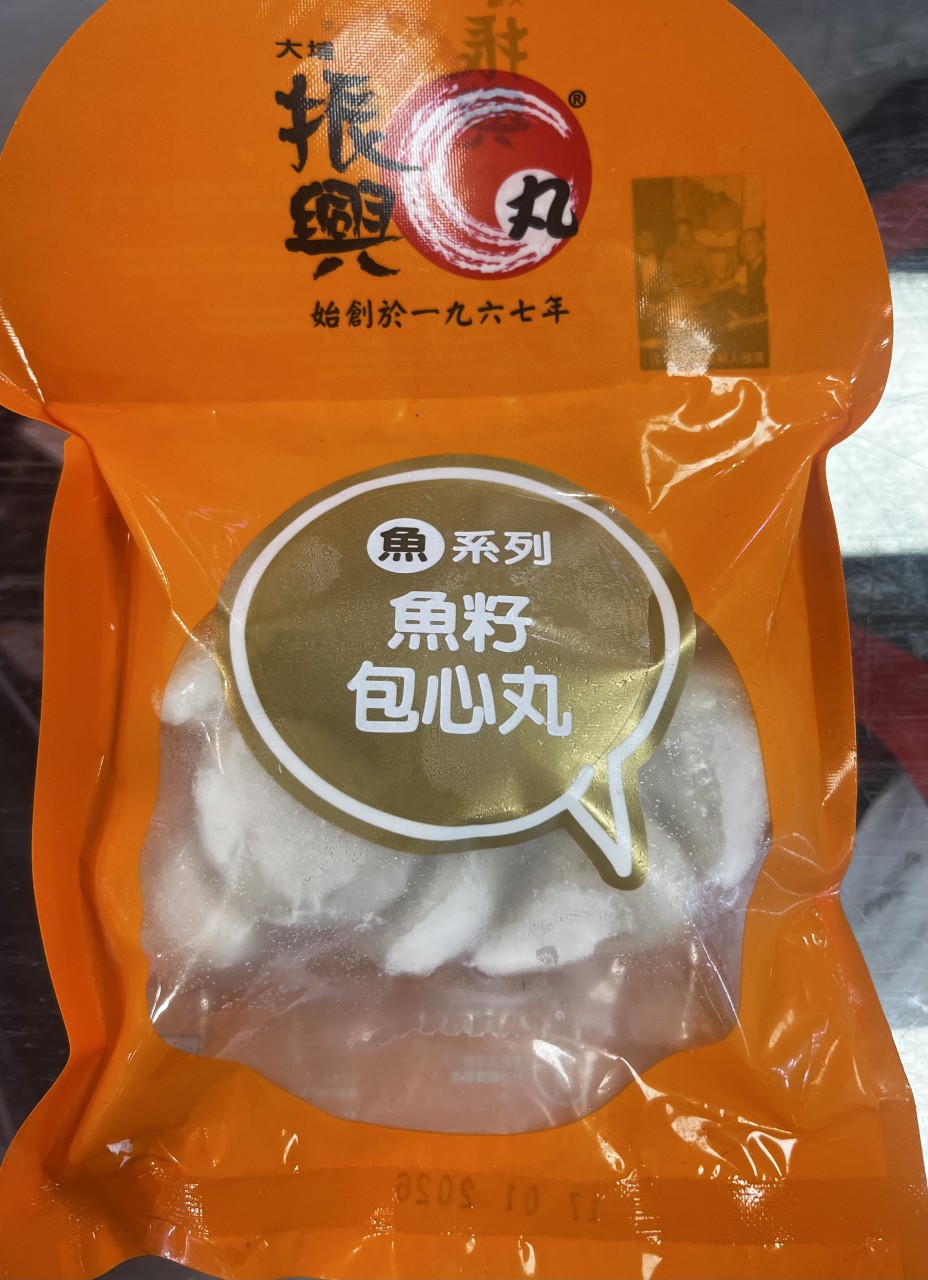 大埔
振興
®
丸
始創於一九六七年
魚系列
魚籽
包心丸
17 01 2026